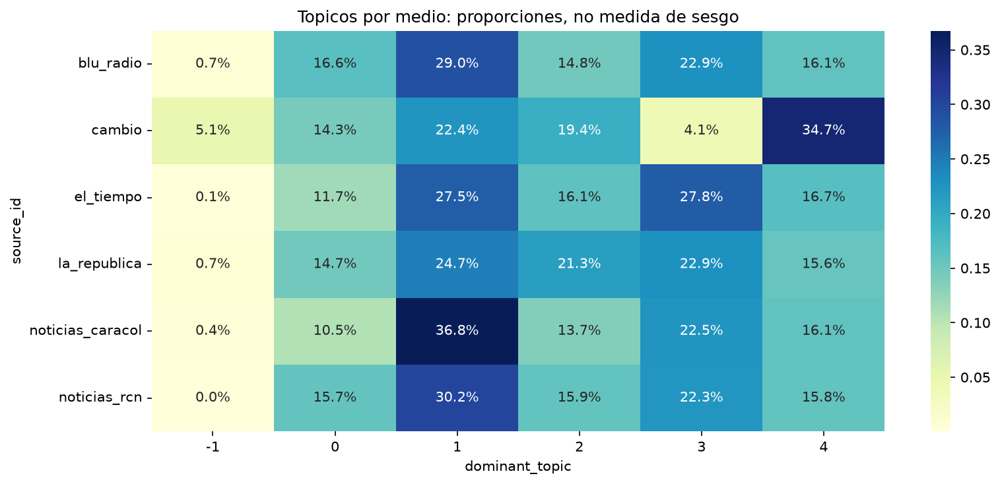 Topicos por medio: proporciones, no medida de sesgo
blu_radio 0.7% 16.6% 29.0% 14.8% 22.9% 16.1%
cambio 5.1% 14.3% 22.4% 19.4% 4.1% 34.7%
el_tiempo 0.1% 11.7% 27.5% 16.1% 27.8% 16.7%
la_republica 0.7% 14.7% 24.7% 21.3% 22.9% 15.6%
noticias_caracol 0.4% 10.5% 36.8% 13.7% 22.5% 16.1%
noticias_rcn 0.0% 15.7% 30.2% 15.9% 22.3% 15.8%
-1 0 1 2 3 4
dominant_topic
source_id
0.35
0.30
0.25
0.20
0.15
0.10
0.05